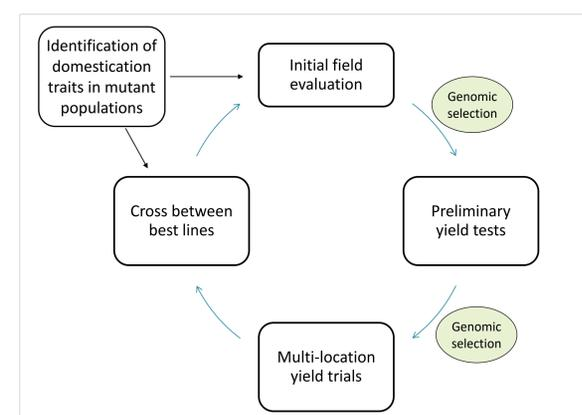 Identification of
domestication
traits in mutant
populations
Initial field
evaluation
Genomic
selection
Cross between
best lines
Preliminary
yield tests
Genomic
selection
Multi-location
yield trials